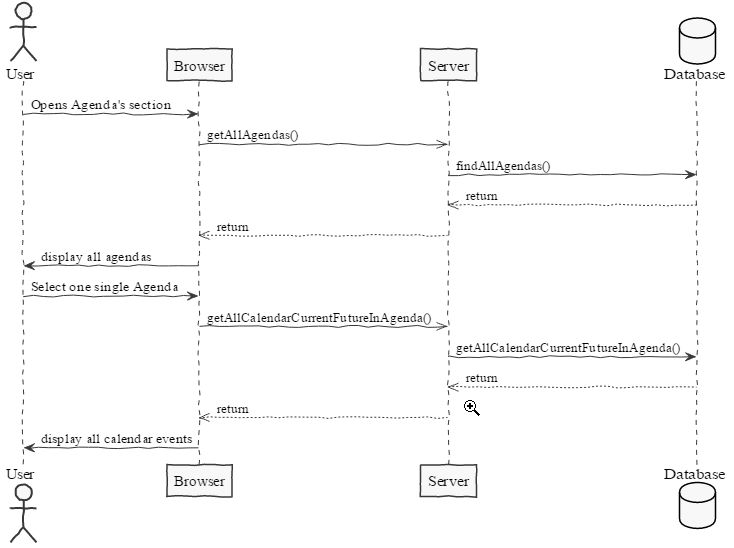 User
Browser
Server
Database
Opens Agenda's section
getAllAgendas()
findAllAgendas()
return
return
display all agendas
Select one single Agenda
getAllCalendarCurrentFutureInAgenda()
getAllCalendarCurrentFutureInAgenda()
return
return
display all calendar events
User
Browser
Server
Database